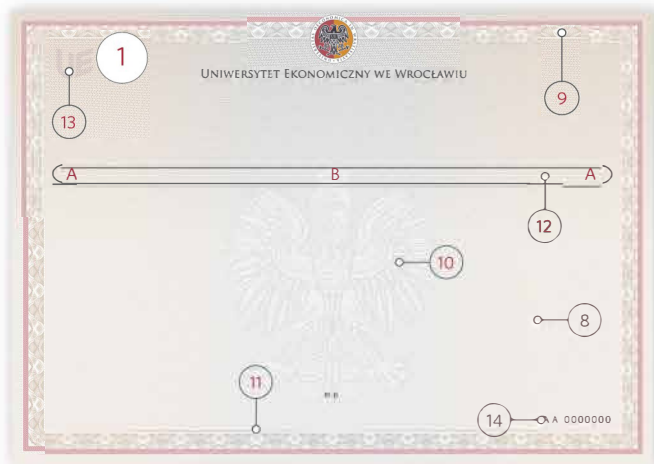 1
UNIWERSYTET EKONOMICZNY WE WROCŁAWIU
9
13
A B A
12
10
8
11
14 A A 0000000